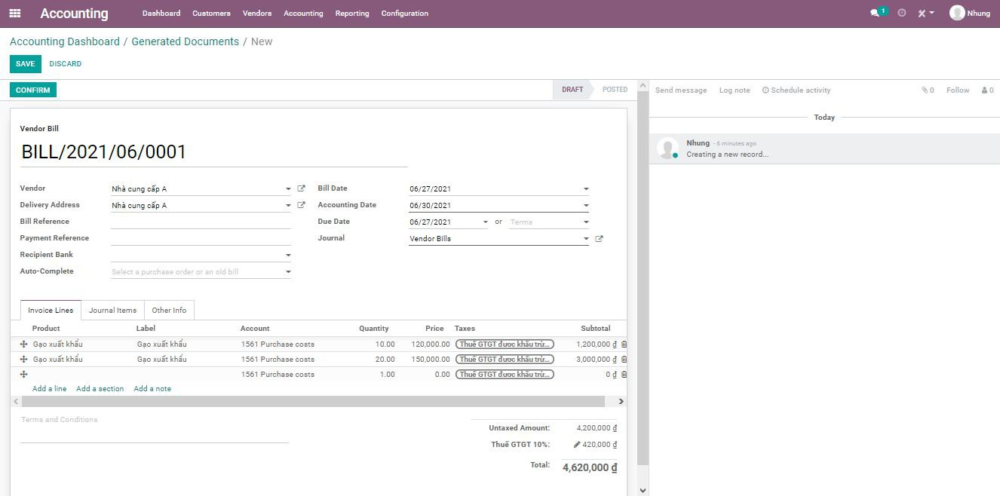 Accounting Dashboard Customers Vendors Accounting Reporting Configuration 1 Nhung
Accounting Dashboard / Generated Documents / New
SAVE DISCARD
CONFIRM DRAFT POSTED
Send message Log note Schedule activity 0 Follow 0
Today
Nhung - 6 minutes ago
Creating a new record...
Vendor Bill
BILL/2021/06/0001
Vendor Nhà cung cấp A
Delivery Address Nhà cung cấp A
Bill Reference
Payment Reference
Recipient Bank
Auto-Complete Select a purchase order or an old bill
Bill Date 06/27/2021
Accounting Date 06/30/2021
Due Date 06/27/2021 or Terms
Journal Vendor Bills
Invoice Lines Journal Items Other Info
Product Label Account Quantity Price Taxes Subtotal
Gạo xuất khẩu Gạo xuất khẩu 1561 Purchase costs 10.00 120,000.00 Thuế GTGT được khấu trừ... 1,200,000 ₫
Gạo xuất khẩu Gạo xuất khẩu 1561 Purchase costs 20.00 150,000.00 Thuế GTGT được khấu trừ... 3,000,000 ₫
1561 Purchase costs 1.00 0.00 Thuế GTGT được khấu trừ... 0 ₫
Add a line Add a section Add a note
Terms and Conditions
Untaxed Amount: 4,200,000 ₫
Thuế GTGT 10%: 420,000 ₫
Total: 4,620,000 ₫